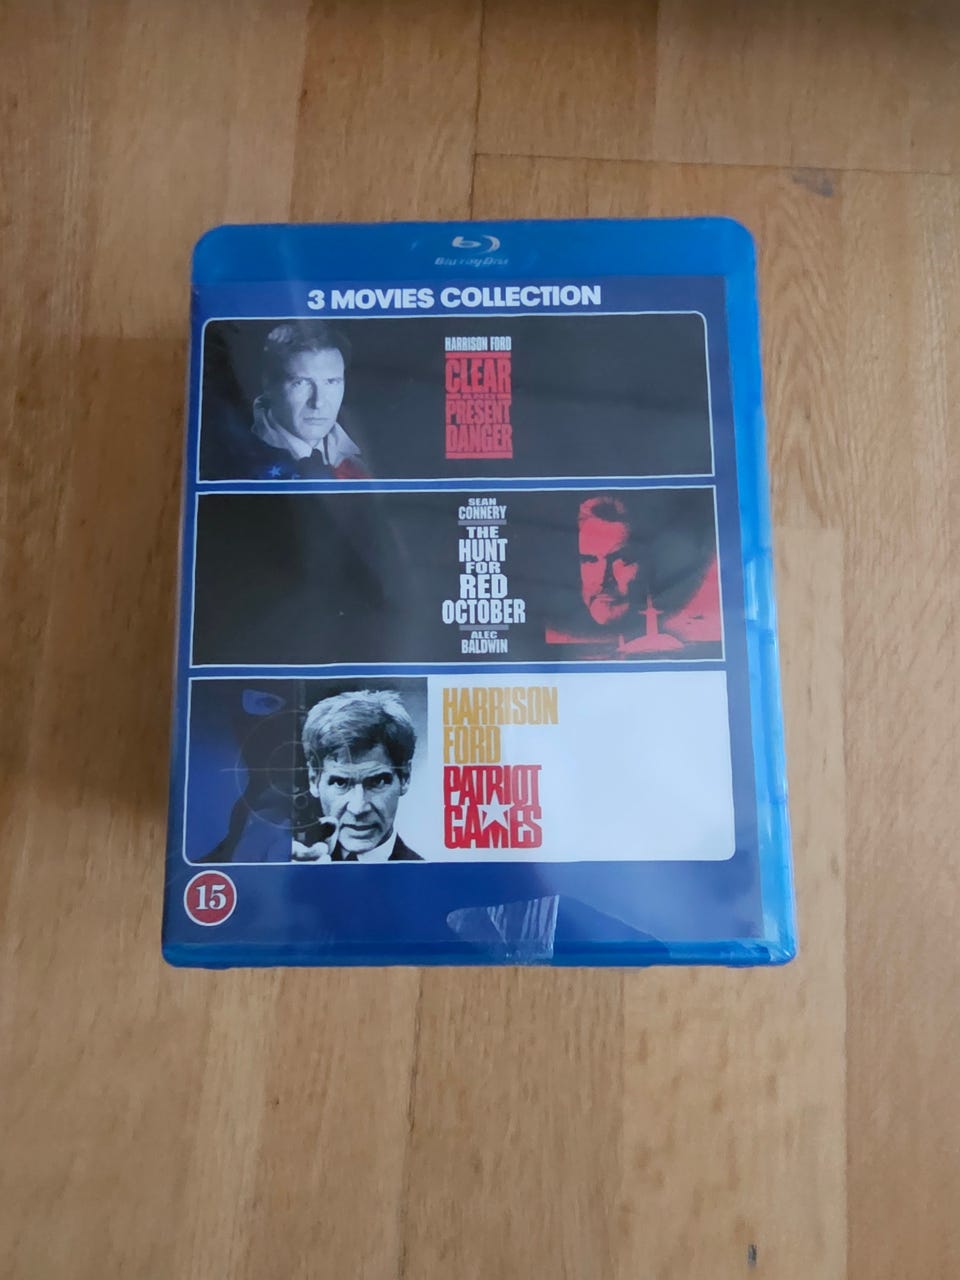 Blu-ray Disc
3 MOVIES COLLECTION
HARRISON FORD
CLEAR
AND
PRESENT
DANGER
SEAN
CONNERY
THE
HUNT
FOR
RED
OCTOBER
ALEC
BALDWIN
HARRISON
FORD
PATRIOT
GAMES
15